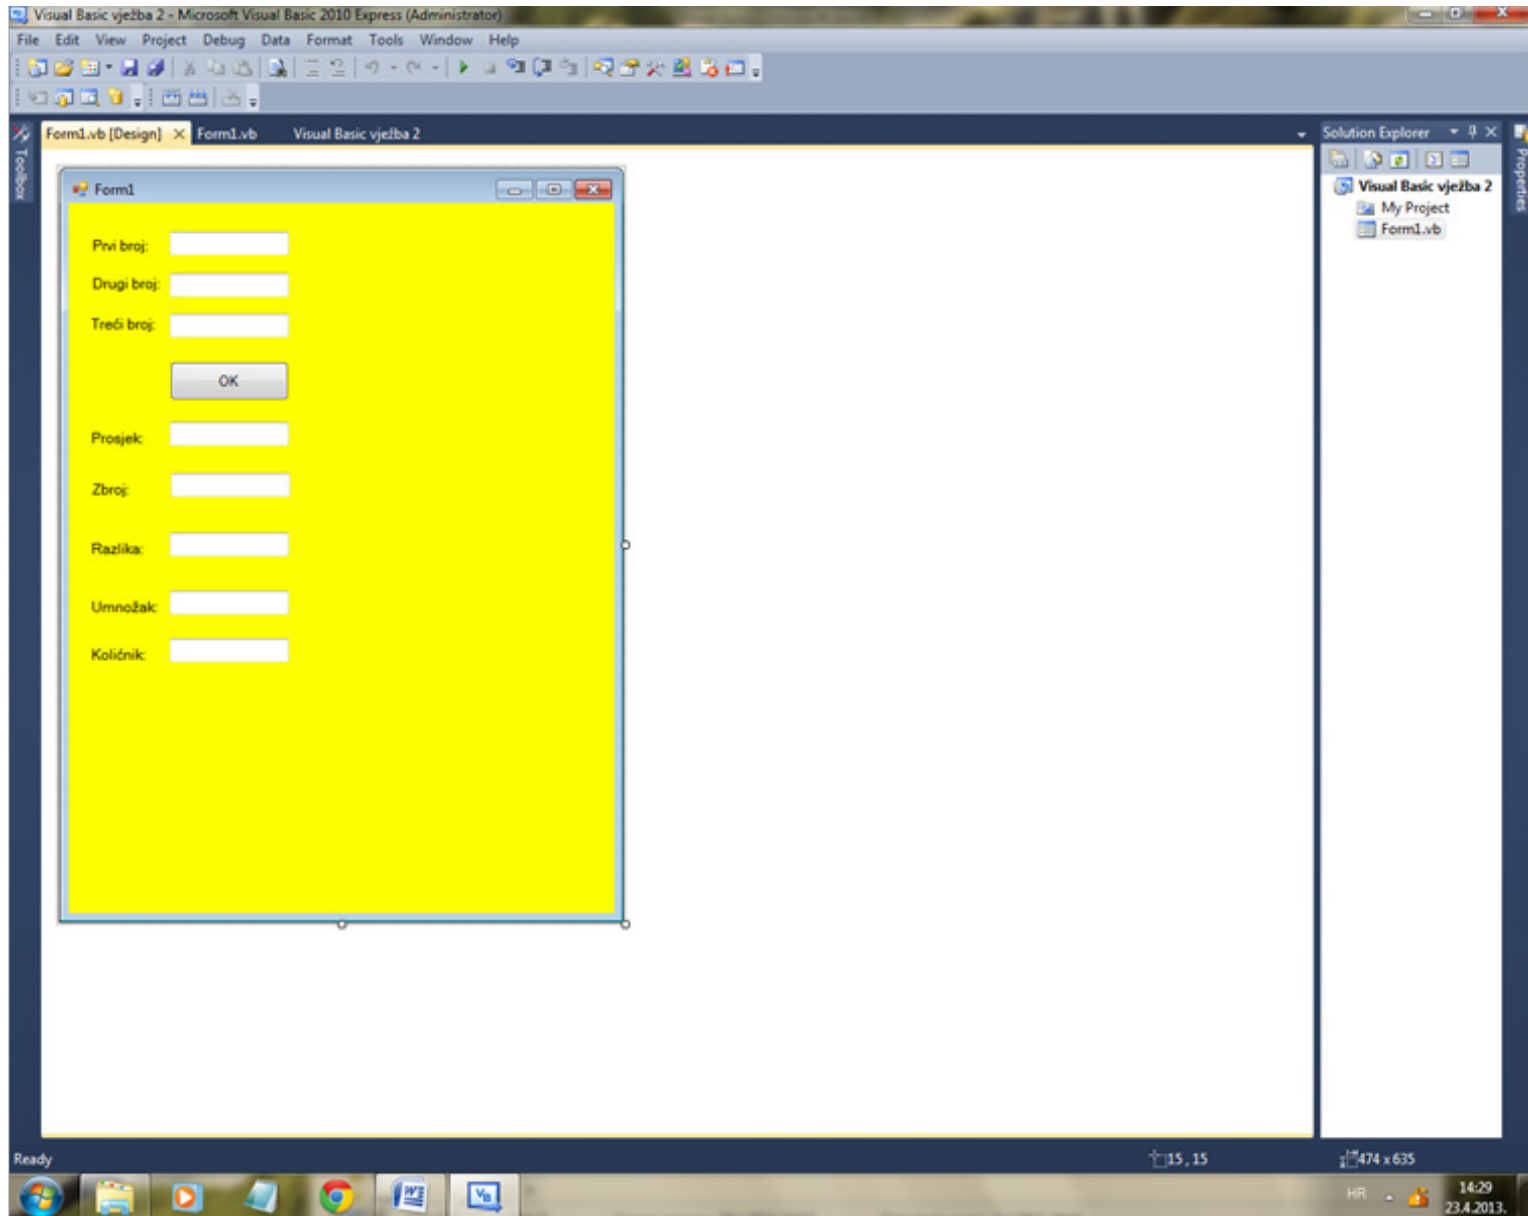 Visual Basic vježba 2 - Microsoft Visual Basic 2010 Express (Administrator)
File Edit View Project Debug Data Format Tools Window Help
Form1.vb [Design] Form1.vb Visual Basic vježba 2
Solution Explorer
Toolbox
Properties
Visual Basic vježba 2
My Project
Form1.vb
Form1
Prvi broj:
Drugi broj:
Treći broj:
OK
Prosjek:
Zbroj:
Razlika:
Umnožak:
Količnik:
Ready 15 , 15 474 x 635
HR 14:29
23.4.2013.